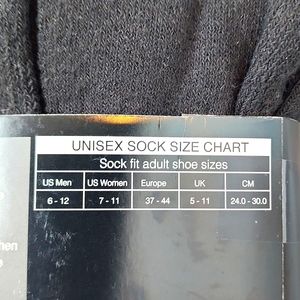 UNISEX SOCK SIZE CHART
Sock fit adult shoe sizes
US Men US Women Europe UK CM
6 - 12 7 - 11 37 - 44 5 - 11 24.0 - 30.0